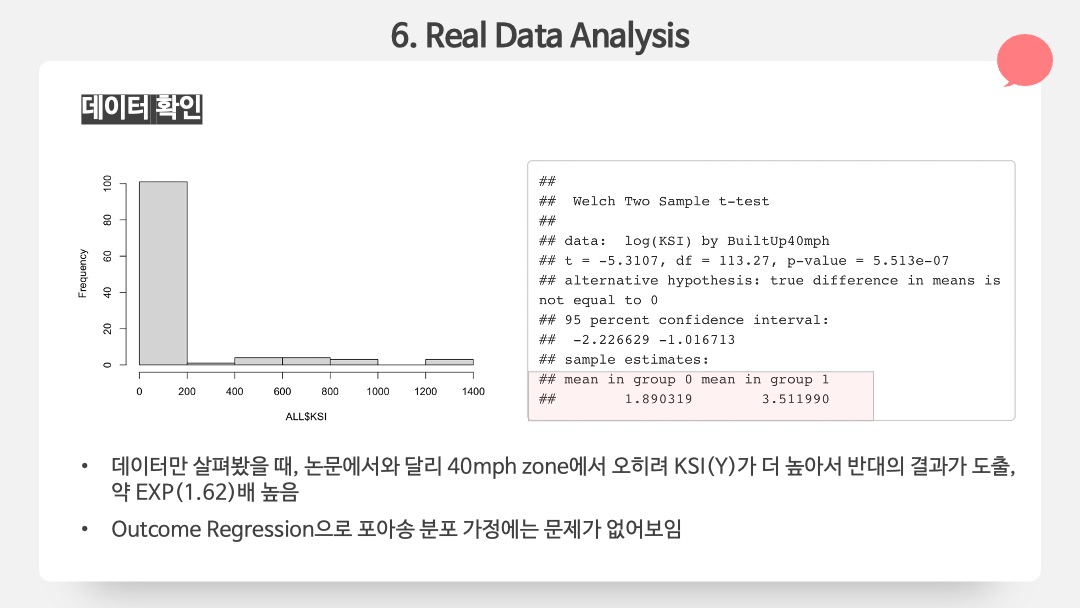 6. Real Data Analysis
데이터 확인
100
80
60
40
20
0
Frequency
0 200 400 600 800 1000 1200 1400
ALL$KSI
##
##  Welch Two Sample t-test
##
## data:  log(KSI) by BuiltUp40mph
## t = -5.3107, df = 113.27, p-value = 5.513e-07
## alternative hypothesis: true difference in means is
not equal to 0
## 95 percent confidence interval:
##  -2.226629 -1.016713
## sample estimates:
## mean in group 0 mean in group 1
##        1.890319        3.511990
• 데이터만 살펴봤을 때, 논문에서와 달리 40mph zone에서 오히려 KSI(Y)가 더 높아서 반대의 결과가 도출,
약 EXP(1.62)배 높음
• Outcome Regression으로 포아송 분포 가정에는 문제가 없어보임